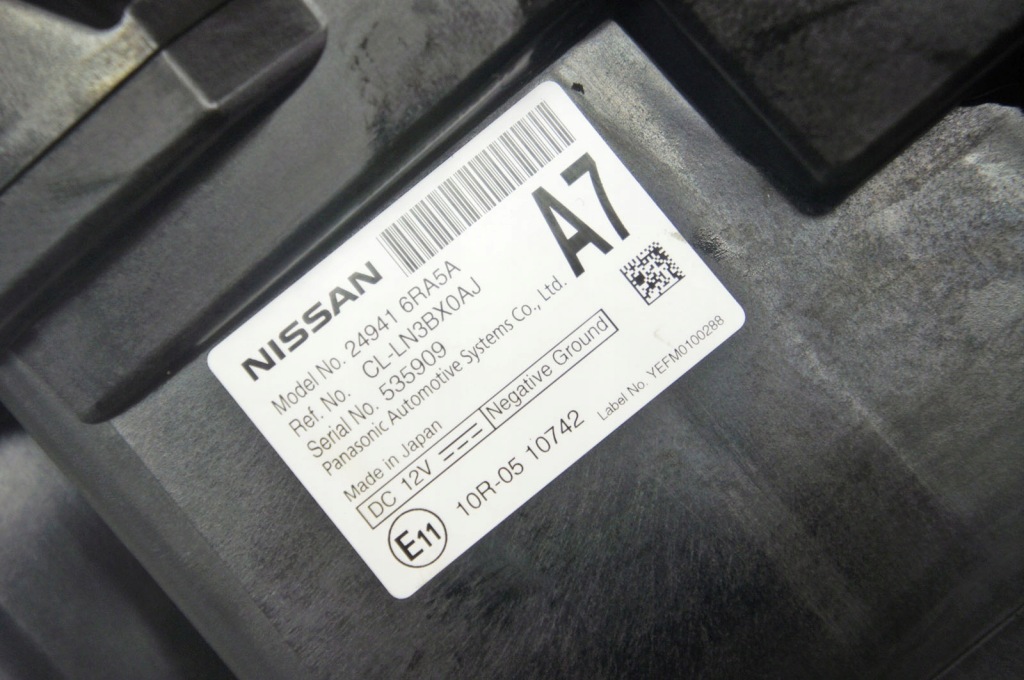 NISSAN
A7
Model No. 24941 6RA5A
Ref. No. CL-LN3BX0AJ
Serial No. 535909
Panasonic Automotive Systems Co., Ltd.
Made in Japan
DC 12V Negative Ground
E11 10R-05 10742
Label No. YEFM0100288